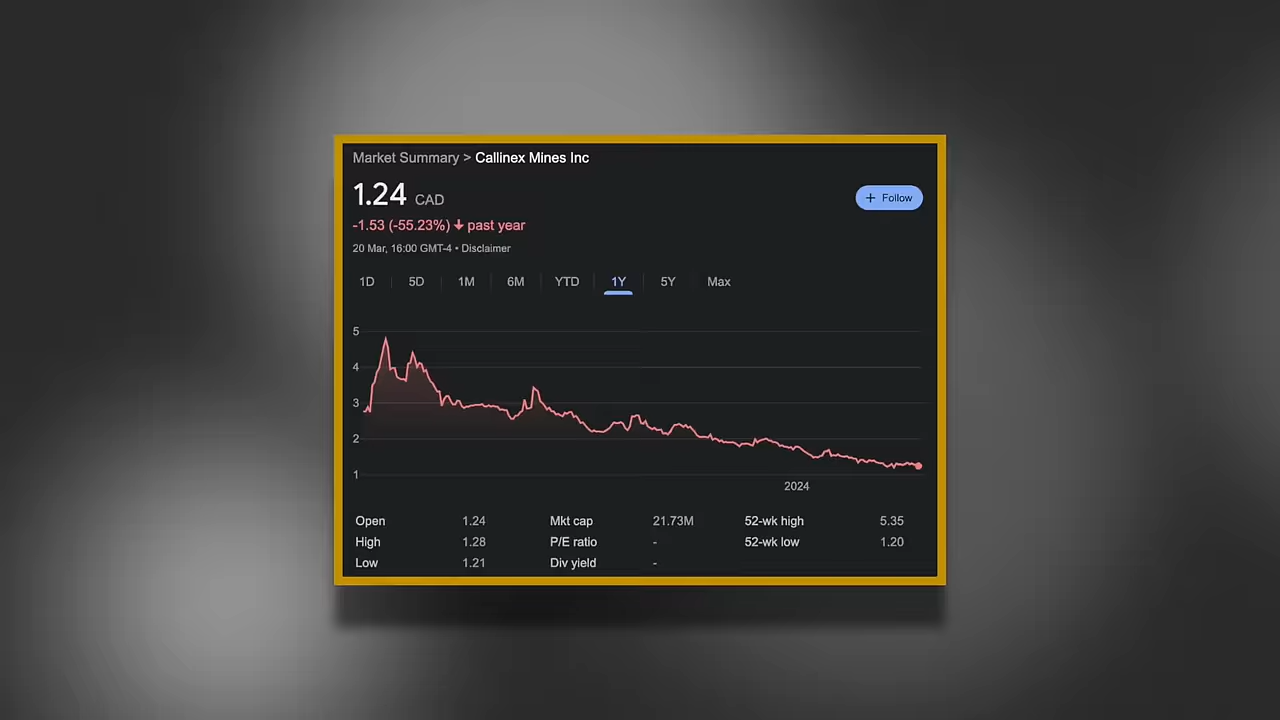 Market Summary > Callinex Mines Inc
1.24 CAD
+ Follow
-1.53 (-55.23%) ↓ past year
20 Mar, 16:00 GMT-4 • Disclaimer
1D 5D 1M 6M YTD 1Y 5Y Max
5
4
3
2
1
2024
Open 1.24 Mkt cap 21.73M 52-wk high 5.35
High 1.28 P/E ratio - 52-wk low 1.20
Low 1.21 Div yield -